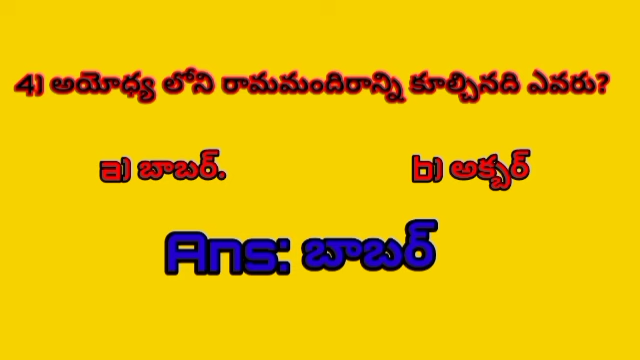 4) అయోధ్య లోని రామమందిరాన్ని కూల్చినది ఎవరు?
a) బాబర్. b) అక్బర్
Ans: బాబర్